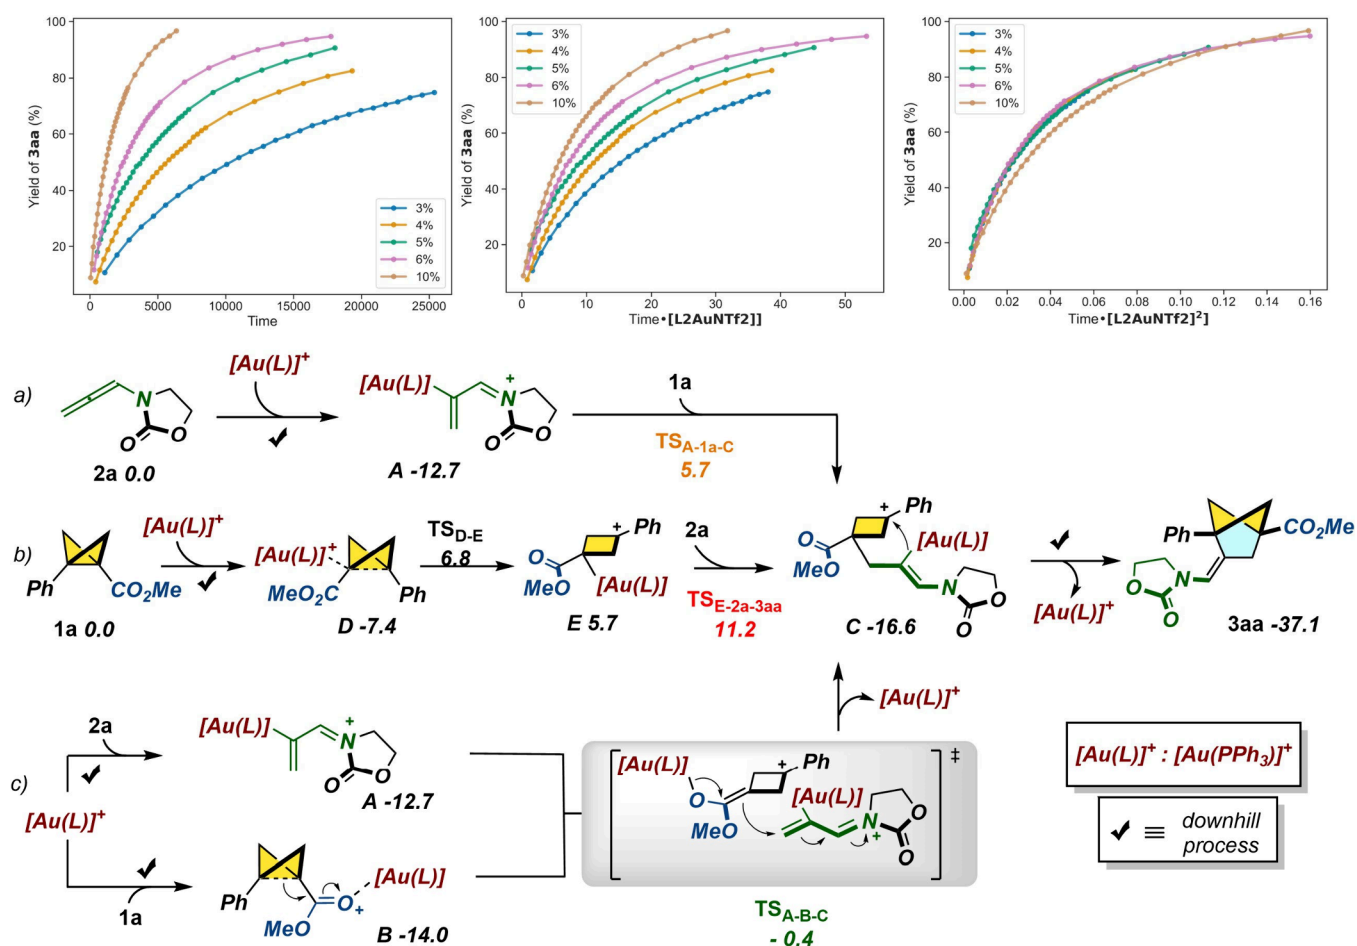 100
80
60
40
20
Yield of 3aa (%)
3%
4%
5%
6%
10%
0 5000 10000 15000 20000 25000
Time
100
80
60
40
20
Yield of 3aa (%)
3%
4%
5%
6%
10%
0 10 20 30 40 50
Time•[L2AuNTf2]]
100
80
60
40
20
Yield of 3aa (%)
3%
4%
5%
6%
10%
0.00 0.02 0.04 0.06 0.08 0.10 0.12 0.14 0.16
Time•[L2AuNTf2]²]
a)
N
O
O
2a 0.0
[Au(L)]⁺
✓
[Au(L)]
+
N
O
O
A -12.7
1a
TS_A-1a-C
5.7
b)
Ph
CO₂Me
1a 0.0
[Au(L)]⁺
✓
[Au(L)]⁺
MeO₂C
Ph
D -7.4
TS_D-E
6.8
+
Ph
O
MeO
[Au(L)]
E 5.7
2a
TS_E-2a-3aa
11.2
+
Ph
O
MeO
[Au(L)]
N
O
O
C -16.6
✓
[Au(L)]⁺
Ph
CO₂Me
O
N
O
3aa -37.1
c)
[Au(L)]⁺
2a
✓
[Au(L)]
+
N
O
O
A -12.7
1a
✓
Ph
MeO
O
+
[Au(L)]
B -14.0
[Au(L)]⁺
[Au(L)]
+
Ph
O
MeO
[Au(L)]
N
+
O
O
‡
TS_A-B-C
- 0.4
[Au(L)]⁺ : [Au(PPh₃)]⁺
✓ ≡ downhill
process